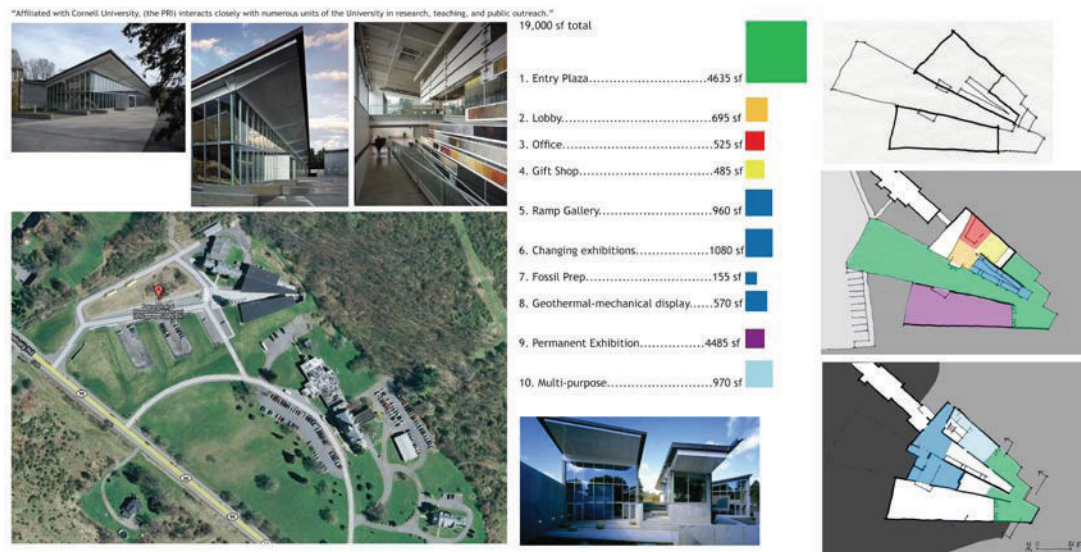 "Affiliated with Cornell University, (the PRI) interacts closely with numerous units of the University in research, teaching, and public outreach."
19,000 sf total
1. Entry Plaza.................................4635 sf
2. Lobby.......................................695 sf
3. Office.......................................525 sf
4. Gift Shop..................................485 sf
5. Ramp Gallery............................960 sf
6. Changing exhibitions................1080 sf
7. Fossil Prep................................155 sf
8. Geothermal-mechanical display..570 sf
9. Permanent Exhibition..............4485 sf
10. Multi-purpose..........................970 sf